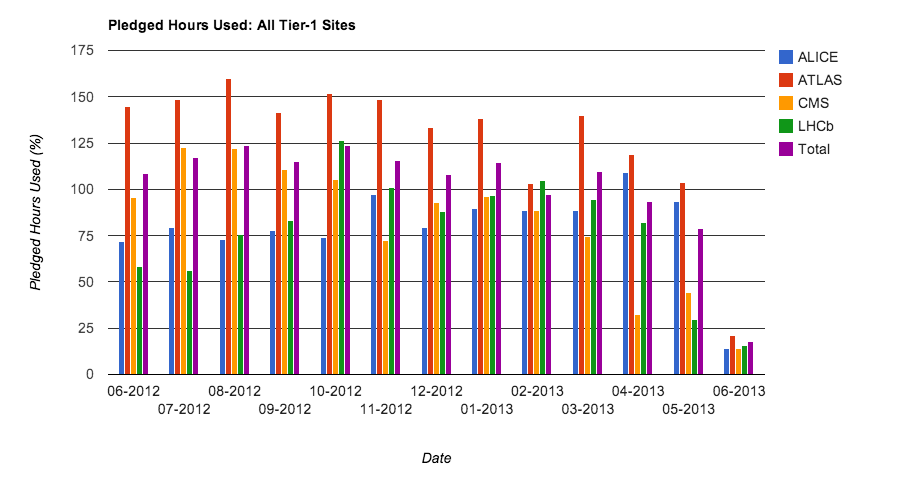 Pledged Hours Used: All Tier-1 Sites
175
150
125
100
75
50
25
0
Pledged Hours Used (%)
ALICE
ATLAS
CMS
LHCb
Total
06-2012
07-2012
08-2012
09-2012
10-2012
11-2012
12-2012
01-2013
02-2013
03-2013
04-2013
05-2013
06-2013
Date